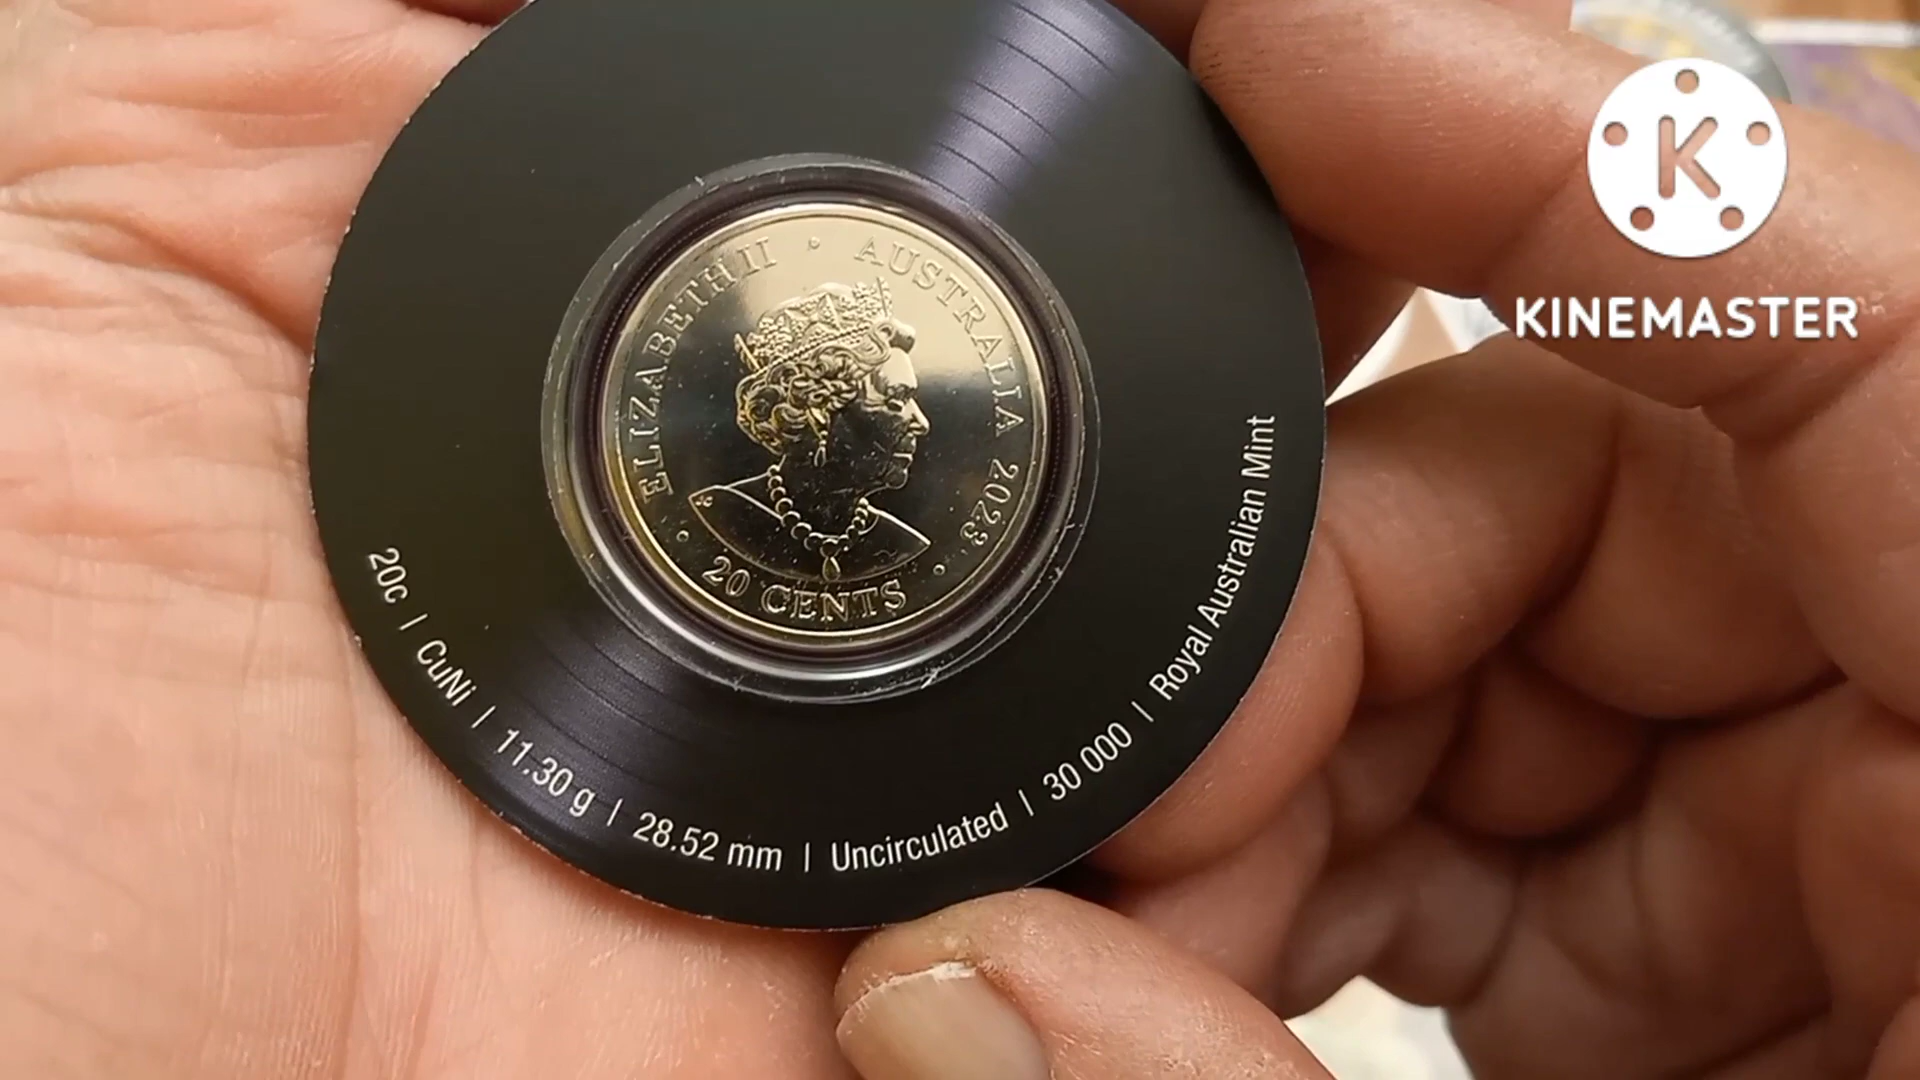 K
KINEMASTER
ELIZABETH II • AUSTRALIA 2023
20 CENTS
20c | CuNi | 11.30 g | 28.52 mm | Uncirculated | 30 000 | Royal Australian Mint